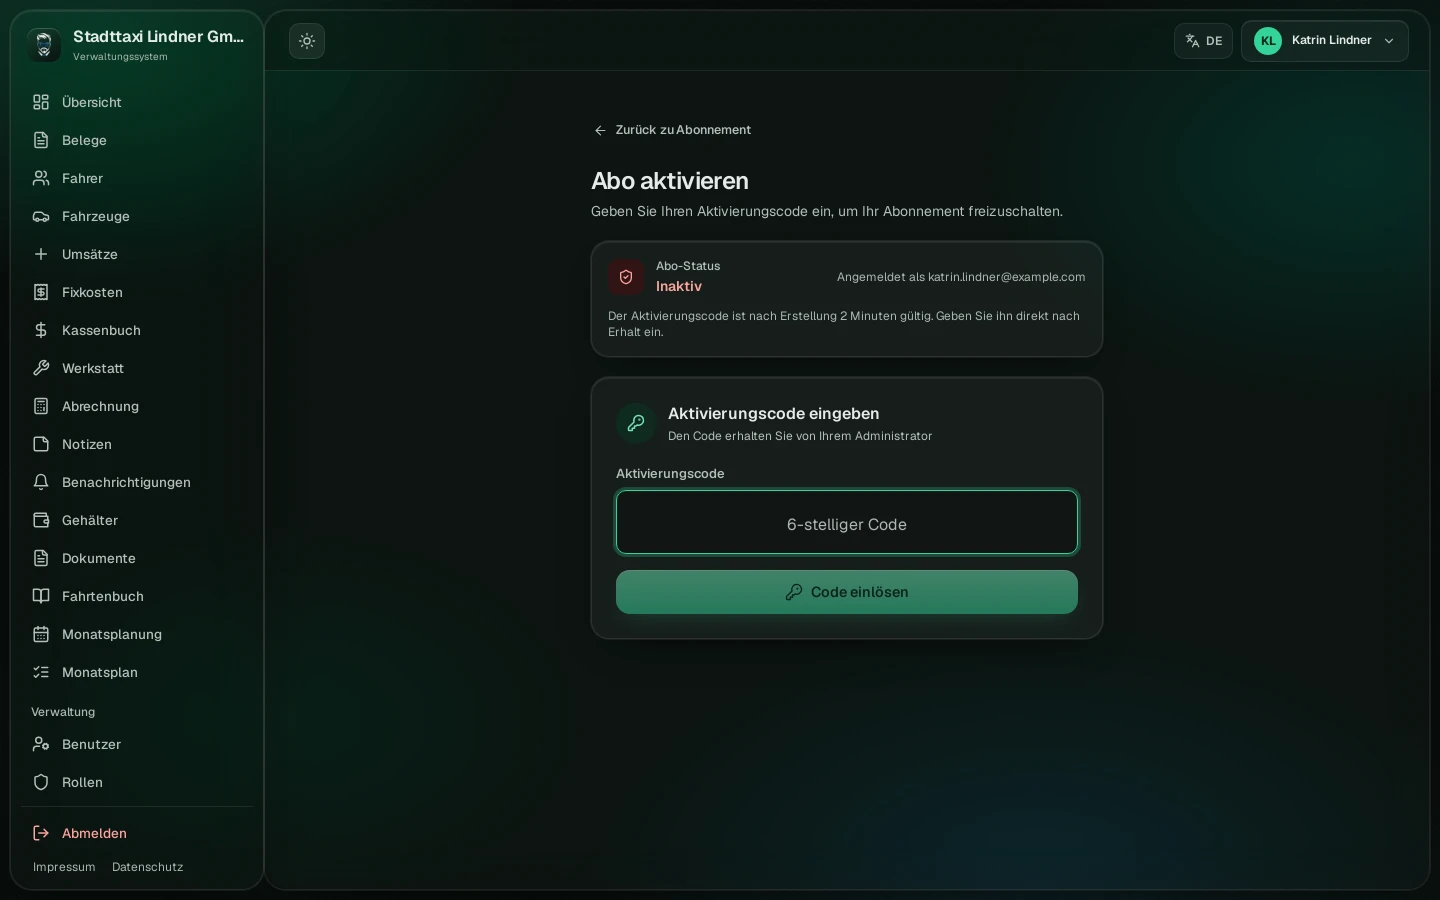 Stadttaxi Lindner Gm...
Verwaltungssystem
Übersicht
Belege
Fahrer
Fahrzeuge
Umsätze
Fixkosten
Kassenbuch
Werkstatt
Abrechnung
Notizen
Benachrichtigungen
Gehälter
Dokumente
Fahrtenbuch
Monatsplanung
Monatsplan
Verwaltung
Benutzer
Rollen
Abmelden
Impressum Datenschutz
DE
KL Katrin Lindner
Zurück zu Abonnement
Abo aktivieren
Geben Sie Ihren Aktivierungscode ein, um Ihr Abonnement freizuschalten.
Abo-Status
Inaktiv
Angemeldet als katrin.lindner@example.com
Der Aktivierungscode ist nach Erstellung 2 Minuten gültig. Geben Sie ihn direkt nach
Erhalt ein.
Aktivierungscode eingeben
Den Code erhalten Sie von Ihrem Administrator
Aktivierungscode
6-stelliger Code
Code einlösen